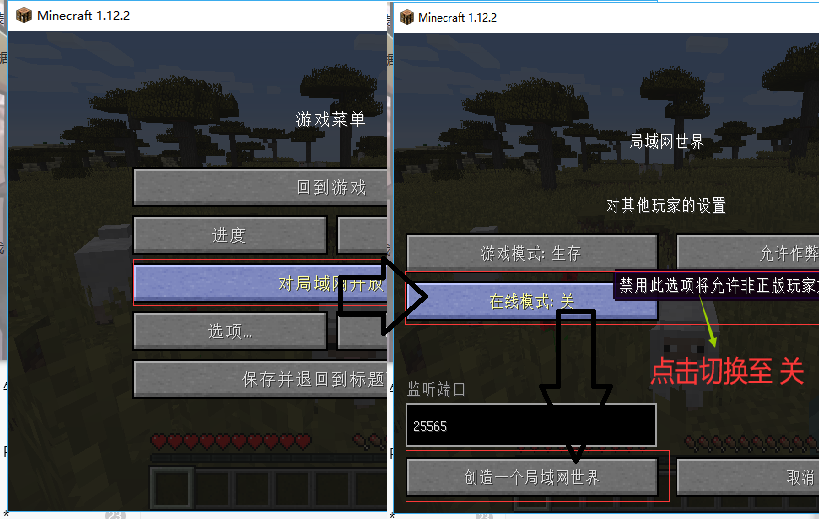 Minecraft 1.12.2
游戏菜单
回到游戏
进度
对局域网开放
选项...
保存并退回到标题
Minecraft 1.12.2
局域网世界
对其他玩家的设置
游戏模式: 生存
允许作弊
在线模式: 关
禁用此选项将允许非正版玩家
点击切换至 关
监听端口
25565
创造一个局域网世界
取消